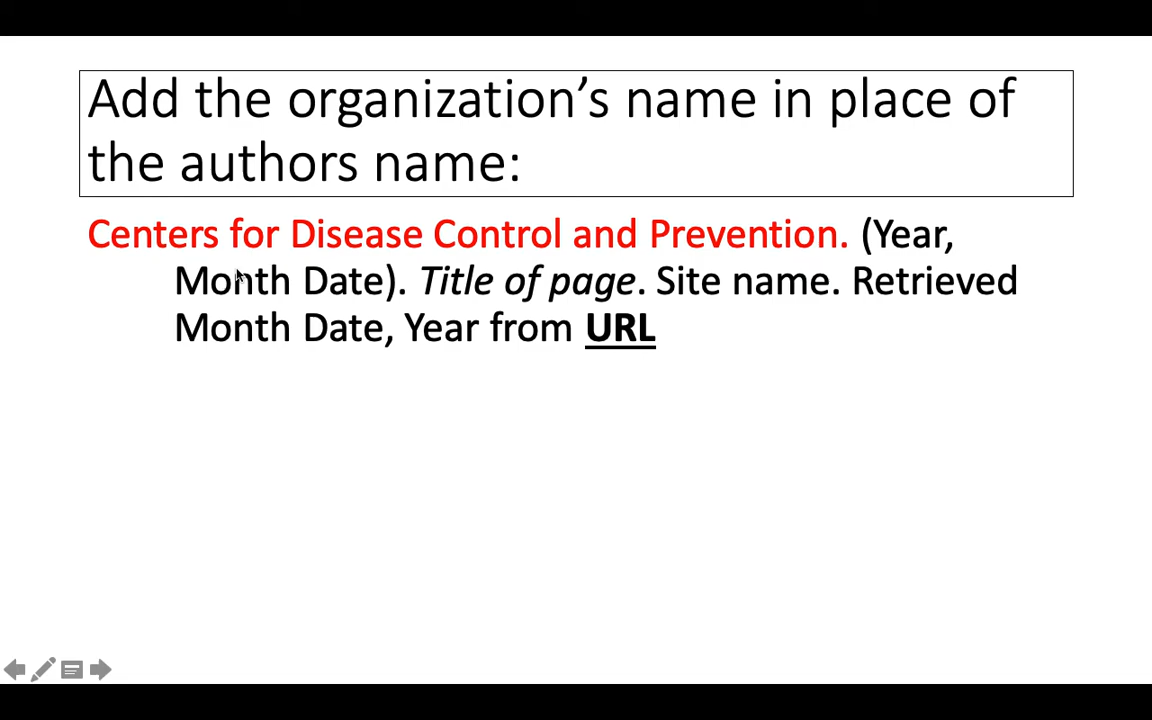 Add the organization’s name in place of
the authors name:
Centers for Disease Control and Prevention. (Year,
Month Date). Title of page. Site name. Retrieved
Month Date, Year from URL